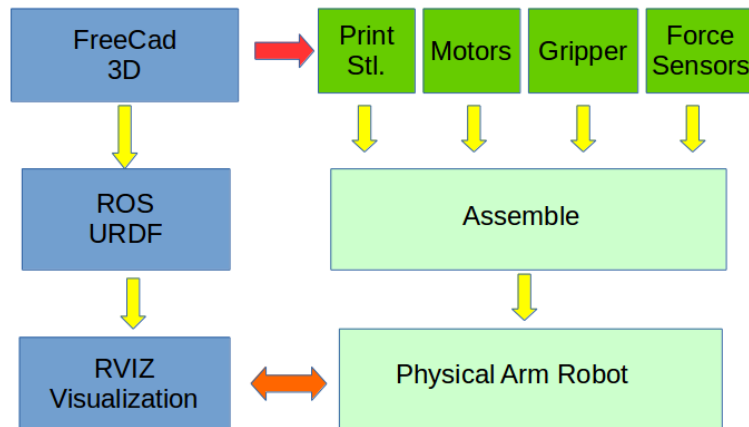 FreeCad
3D
Print
Stl.
Motors
Gripper
Force
Sensors
ROS
URDF
Assemble
RVIZ
Visualization
Physical Arm Robot